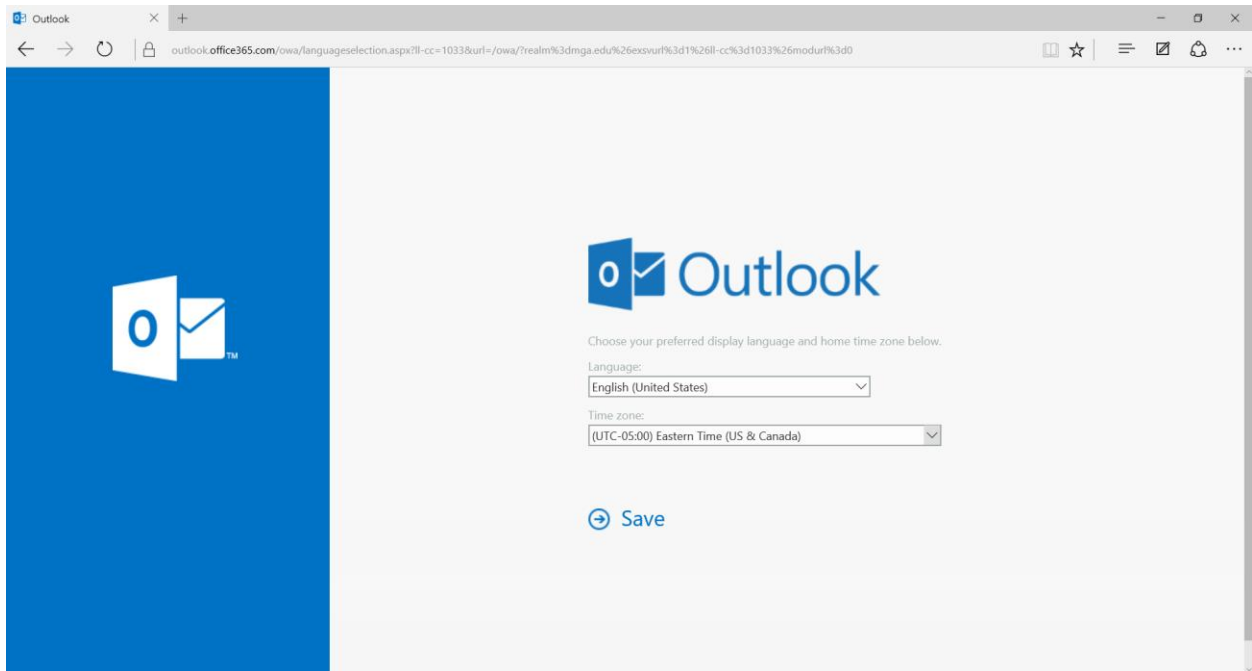 Outlook
outlook.office365.com/owa/languageselection.aspx?ll-cc=1033&url=/owa/?realm%3dmga.edu%26exsvurl%3d1%26ll-cc%3d1033%26modurl%3d0
O
TM
O Outlook
Choose your preferred display language and home time zone below.
Language:
English (United States)
Time zone:
(UTC-05:00) Eastern Time (US & Canada)
Save